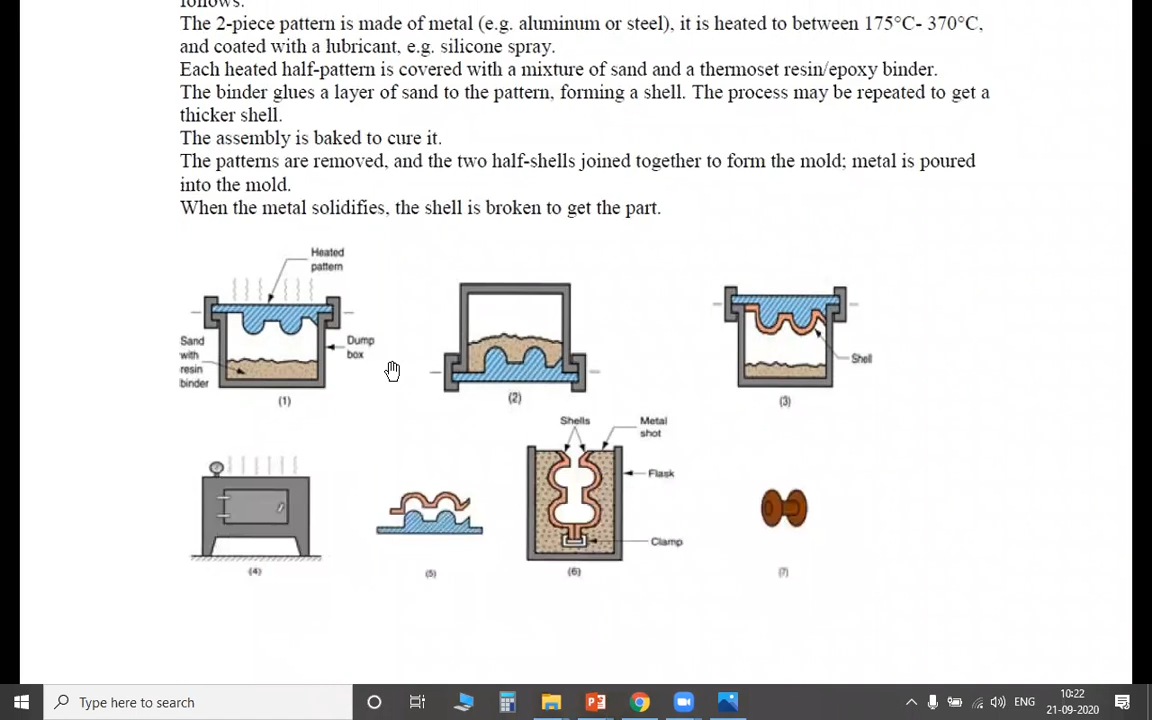 follows:
The 2-piece pattern is made of metal (e.g. aluminum or steel), it is heated to between 175°C- 370°C,
and coated with a lubricant, e.g. silicone spray.
Each heated half-pattern is covered with a mixture of sand and a thermoset resin/epoxy binder.
The binder glues a layer of sand to the pattern, forming a shell. The process may be repeated to get a
thicker shell.
The assembly is baked to cure it.
The patterns are removed, and the two half-shells joined together to form the mold; metal is poured
into the mold.
When the metal solidifies, the shell is broken to get the part.
Heated
pattern
Sand
with
resin
binder
Dump
box
(1)
(2)
Shell
(3)
(4)
(5)
Shells
Metal
shot
Flask
Clamp
(6)
(7)
Type here to search
ENG
10:22
21-09-2020